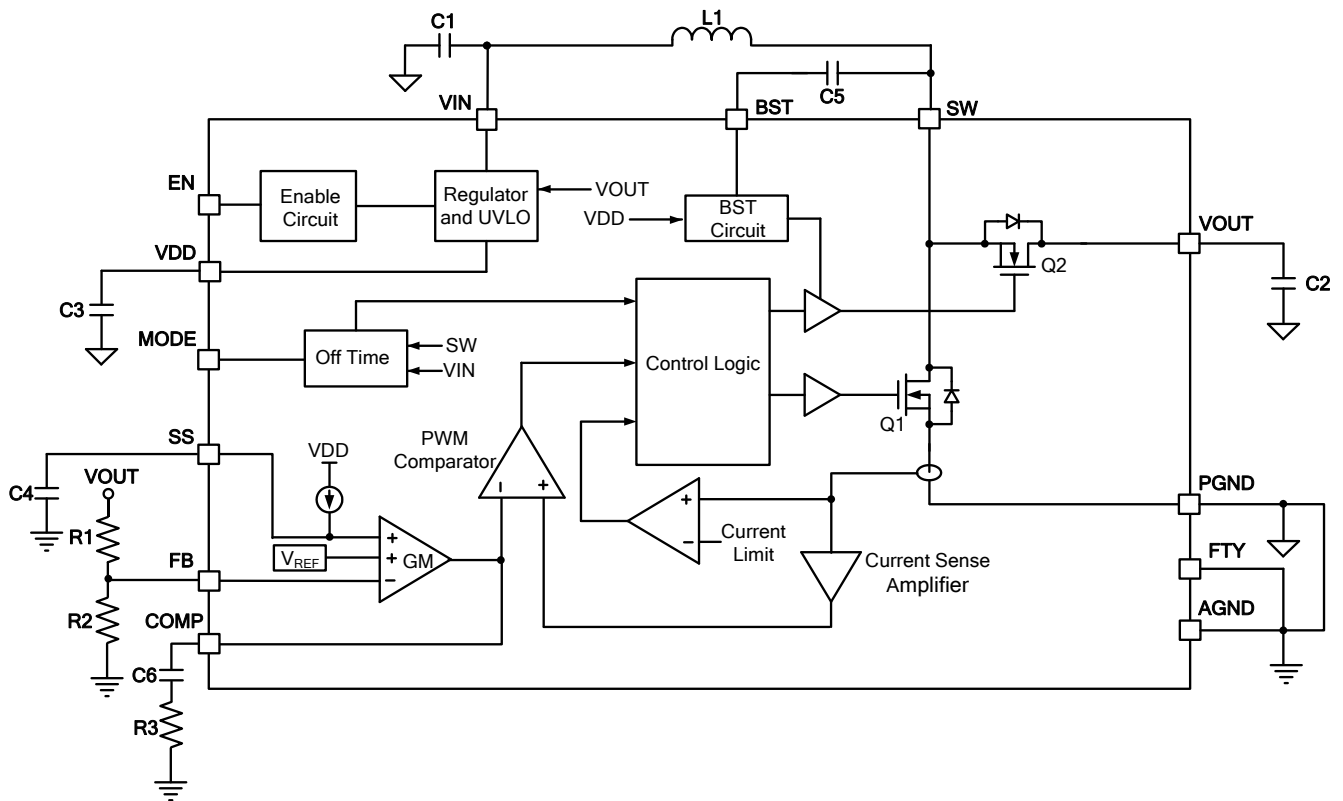 C1
L1
C5
VIN
BST
SW
EN
Enable
Circuit
Regulator
and UVLO
VOUT
VDD
BST
Circuit
VOUT
Q2
C2
VDD
C3
MODE
Off Time
SW
VIN
Control Logic
Q1
SS
C4
VOUT
VDD
PWM
Comparator
–
+
+
–
Current
Limit
Current Sense
Amplifier
PGND
R1
VREF
+
+
–
GM
FB
FTY
R2
COMP
AGND
C6
R3